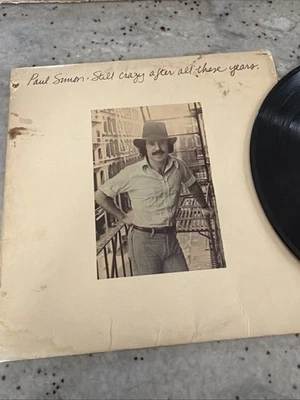 Paul Simon · Still crazy after all these years.